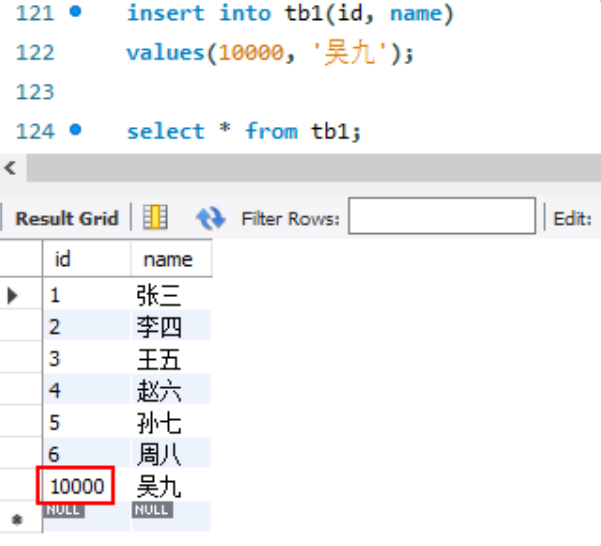 121 insert into tb1(id, name)
122 values(10000, '吴九');
123
124 select * from tb1;
Result Grid Filter Rows: Edit:
id name
1 张三
2 李四
3 王五
4 赵六
5 孙七
6 周八
10000 吴九
NULL NULL